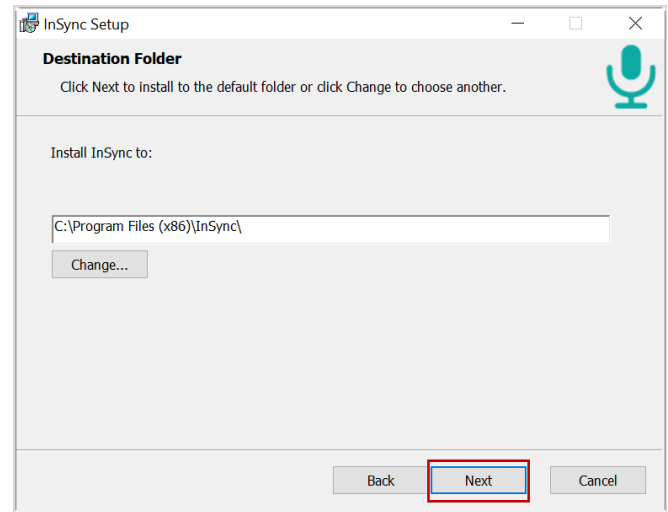 InSync Setup
Destination Folder
Click Next to install to the default folder or click Change to choose another.
Install InSync to:
C:\Program Files (x86)\InSync\
Change...
Back Next Cancel